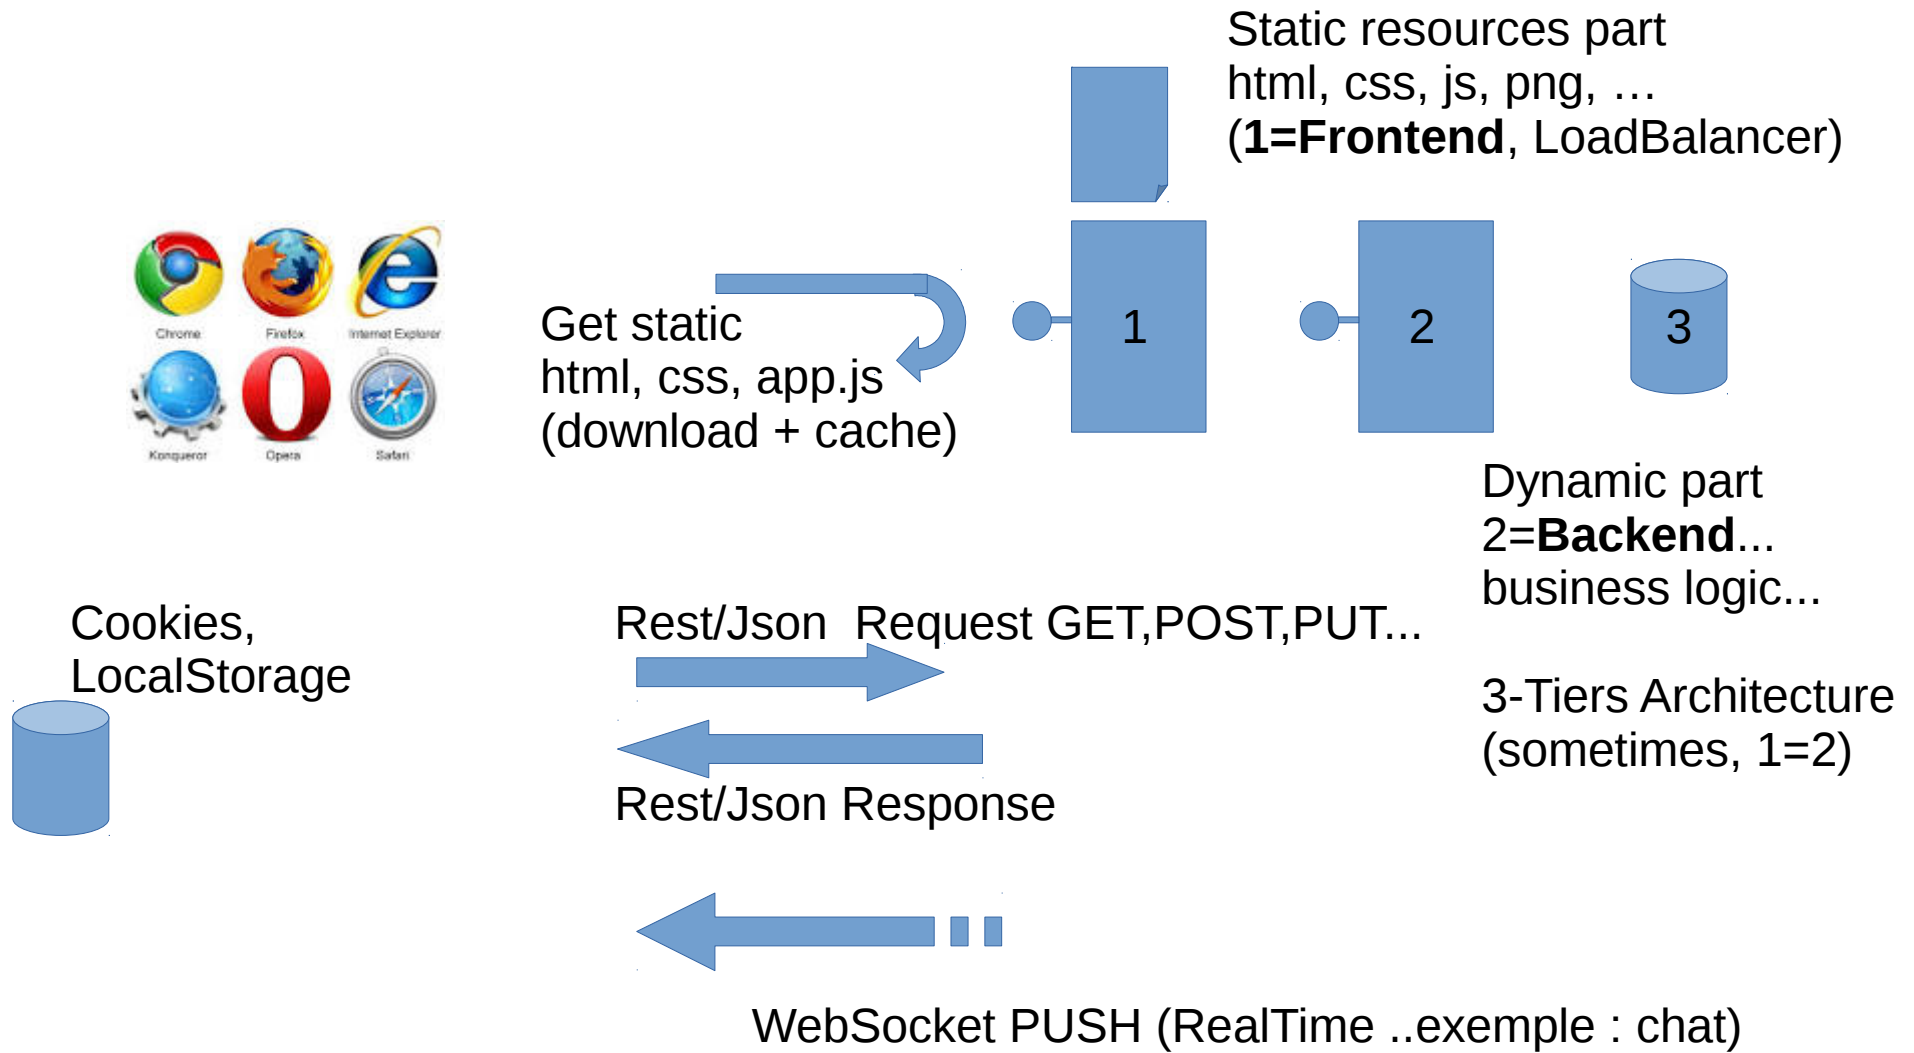 Static resources part
html, css, js, png, …
(1=Frontend, LoadBalancer)
Chrome
Firefox
Internet Explorer
Konqueror
Opera
Safari
Get static
html, css, app.js
(download + cache)
1
2
3
Dynamic part
2=Backend...
business logic...
Cookies,
LocalStorage
Rest/Json  Request GET,POST,PUT...
Rest/Json Response
3-Tiers Architecture
(sometimes, 1=2)
WebSocket PUSH (RealTime ..exemple : chat)